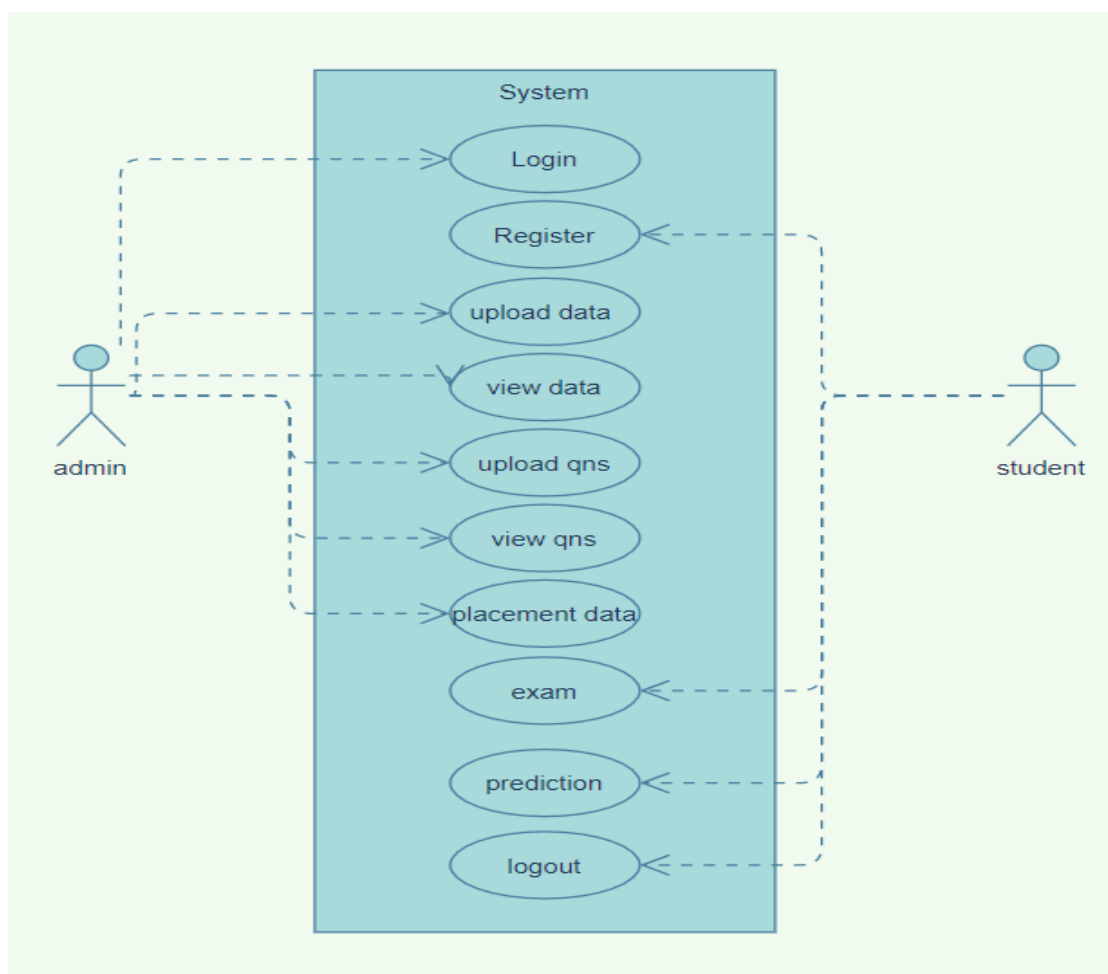 System
Login
Register
upload data
view data
upload qns
view qns
placement data
exam
prediction
logout
admin
student